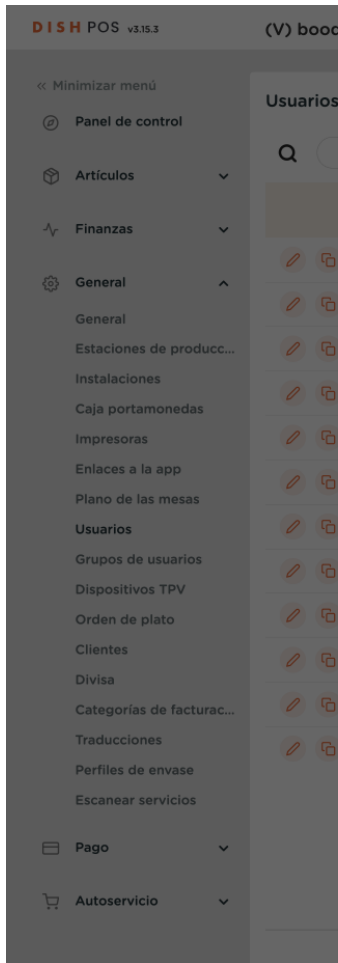 DISH POS v3.15.3
(V) booq
« Minimizar menú
Usuarios
Panel de control
Artículos
Finanzas
General
General
Estaciones de producc...
Instalaciones
Caja portamonedas
Impresoras
Enlaces a la app
Plano de las mesas
Usuarios
Grupos de usuarios
Dispositivos TPV
Orden de plato
Clientes
Divisa
Categorías de facturac...
Traducciones
Perfiles de envase
Escanear servicios
Pago
Autoservicio